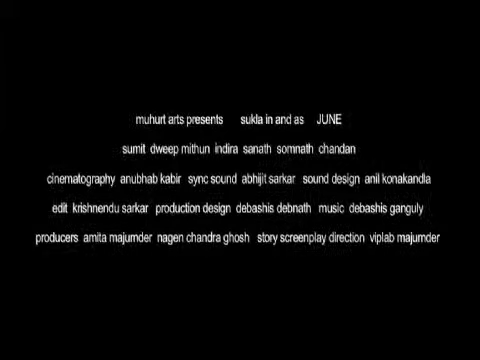 muhurt arts presents sukla in and as JUNE
sumit dweep mithun indira sanath somnath chandan
cinematography anubhab kabir sync sound abhijit sarkar sound design anil konakandla
edit krishnendu sarkar production design debashis debnath music debashis ganguly
producers amita majumder nagen chandra ghosh story screenplay direction viplab majumder